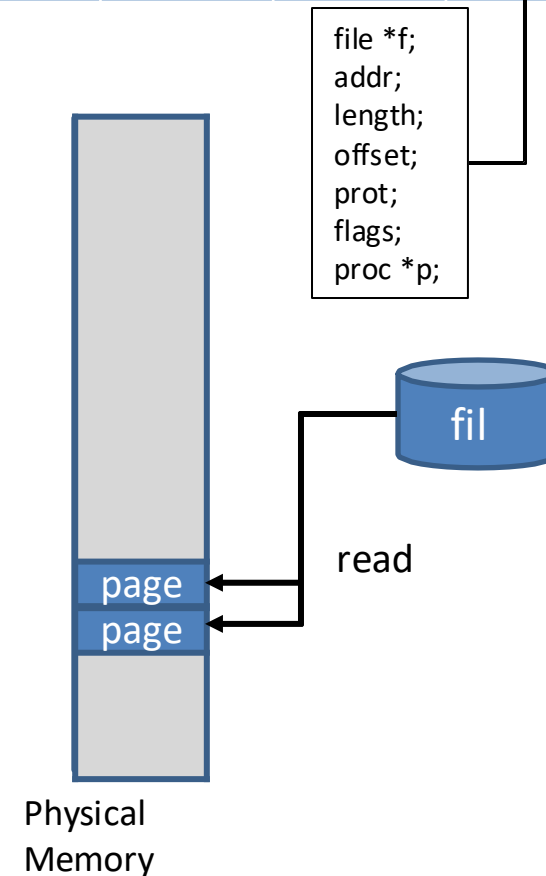 file *f;
addr;
length;
offset;
prot;
flags;
proc *p;
fil
read
page
page
Physical
Memory